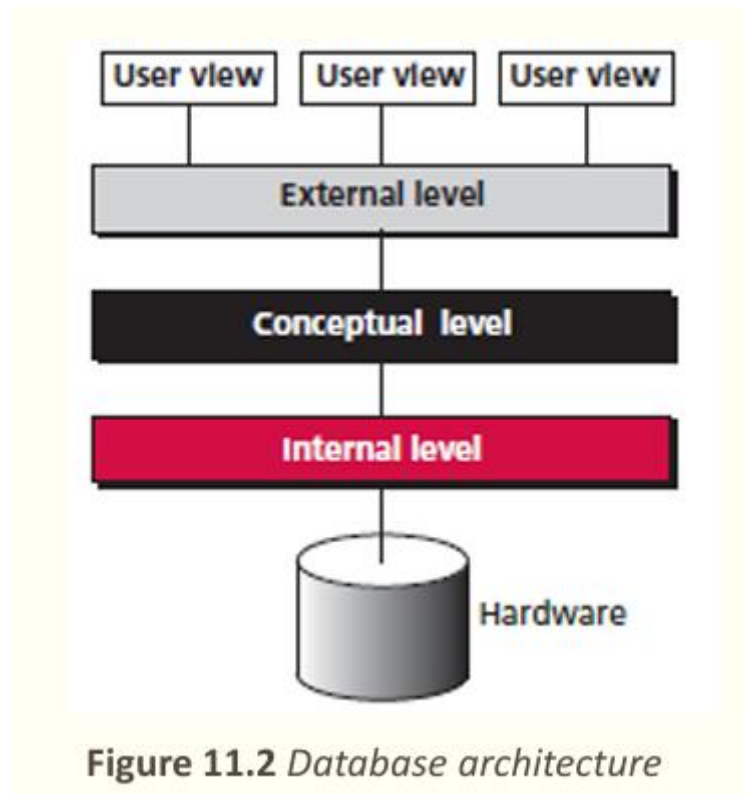 User view User view User view
External level
Conceptual level
Internal level
Hardware
Figure 11.2 Database architecture